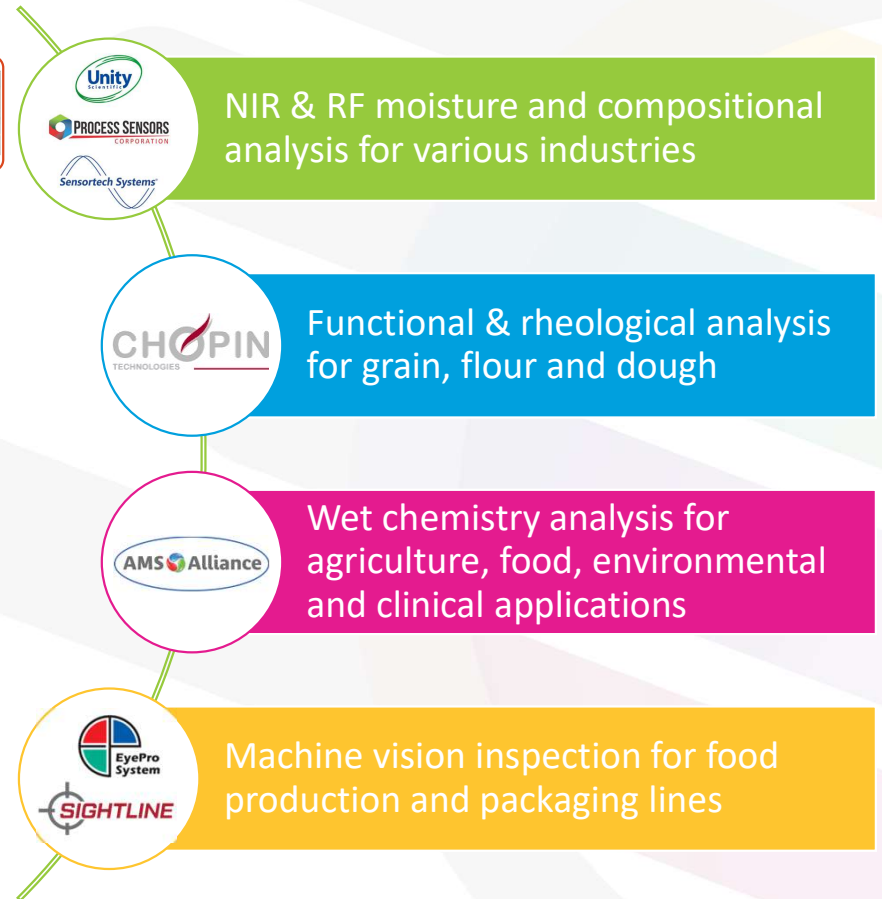 Unity
Scientific
PROCESS SENSORS
CORPORATION
Sensortech Systems
NIR & RF moisture and compositional
analysis for various industries
CHOPIN
TECHNOLOGIES
Functional & rheological analysis
for grain, flour and dough
AMS Alliance
Wet chemistry analysis for
agriculture, food, environmental
and clinical applications
EyePro
System
SIGHTLINE
Machine vision inspection for food
production and packaging lines